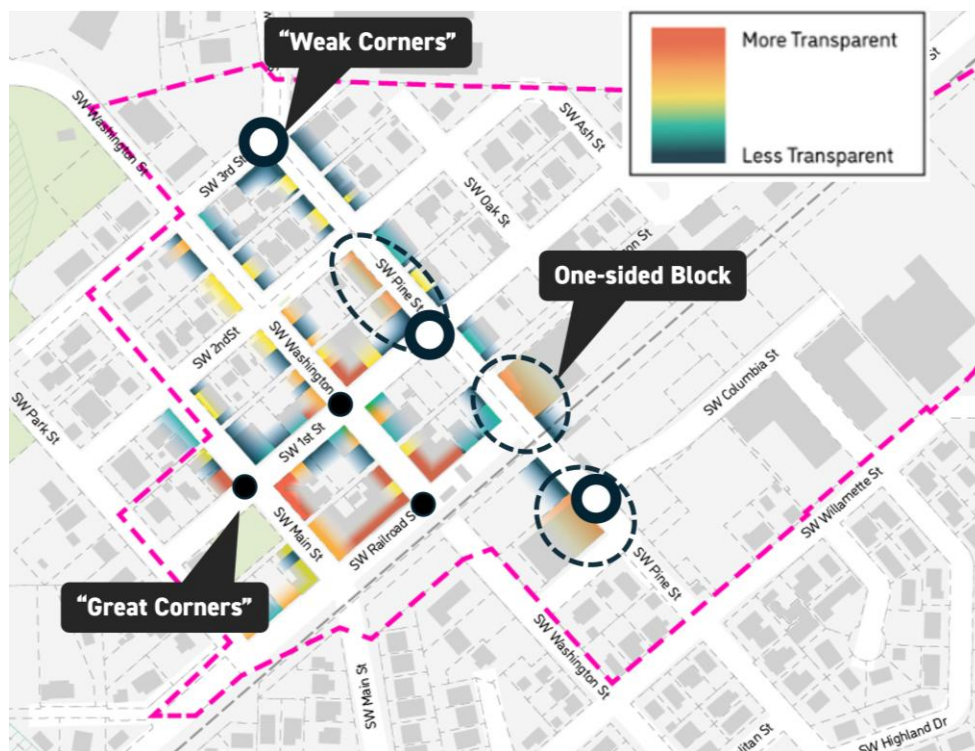 “Weak Corners”
More Transparent
Less Transparent
SW Washington St
SW 3rd St
SW Ash St
SW Oak St
SW Pine St
One-sided Block
SW 2ndSt
SW Washington
SW Columbia St
SW Park St
SW 1st St
SW Main St
SW Railroad S
SW Willamette St
“Great Corners”
SW Pine St
SW Washington St
SW Main St
litan St
SW Highland Dr